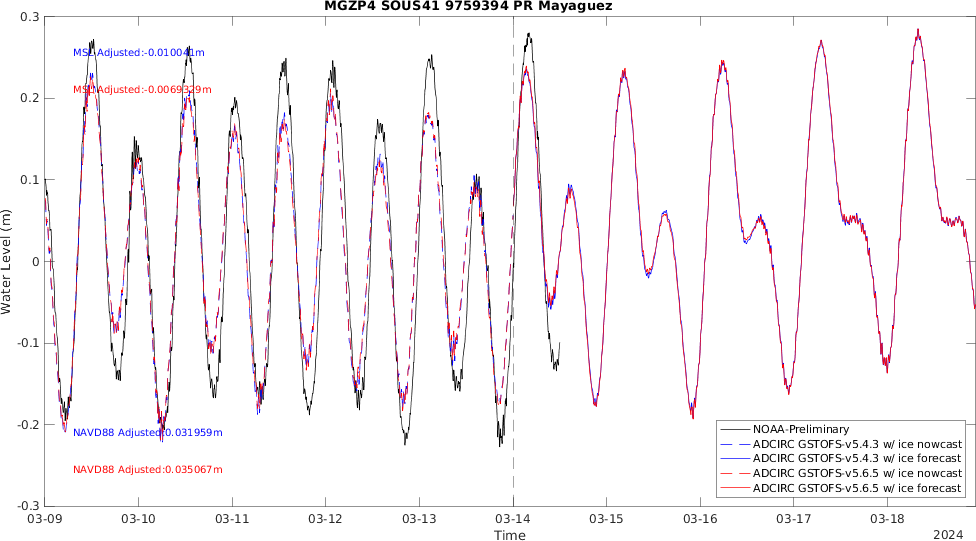 MGZP4 SOUS41 9759394 PR Mayaguez
0.3
MSL Adjusted:-0.010041m
MSL Adjusted:-0.0069329m
0.2
0.1
0
-0.1
-0.2
-0.3
Water Level (m)
NAVD88 Adjusted:0.031959m
NAVD88 Adjusted:0.035067m
NOAA-Preliminary
ADCIRC GSTOFS-v5.4.3 w/ ice nowcast
ADCIRC GSTOFS-v5.4.3 w/ ice forecast
ADCIRC GSTOFS-v5.6.5 w/ ice nowcast
ADCIRC GSTOFS-v5.6.5 w/ ice forecast
03-09 03-10 03-11 03-12 03-13 03-14 03-15 03-16 03-17 03-18
Time
2024